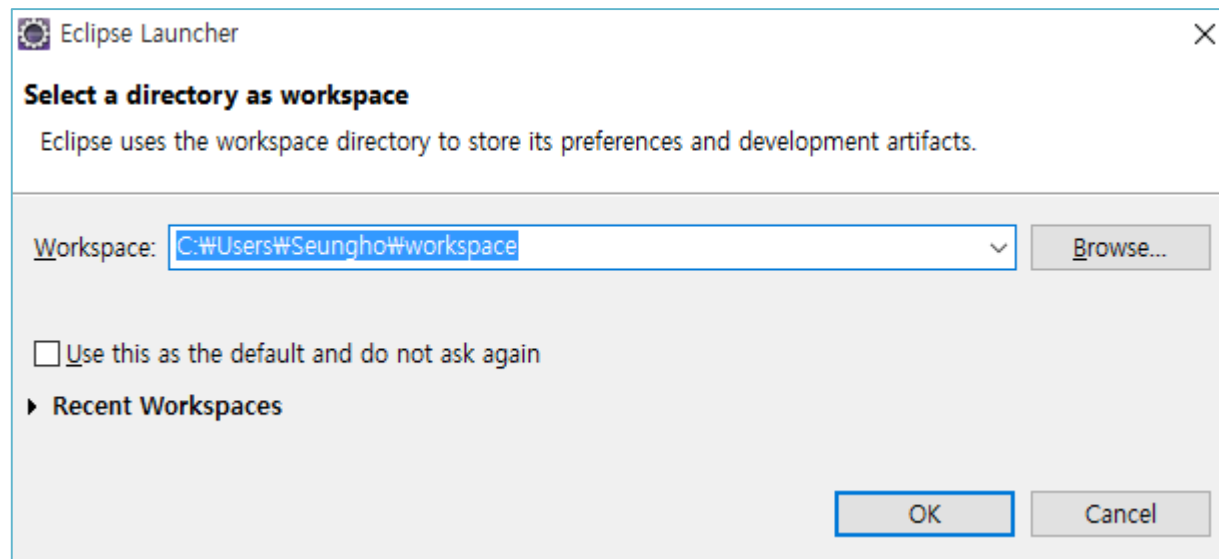 Eclipse Launcher
Select a directory as workspace
Eclipse uses the workspace directory to store its preferences and development artifacts.
Workspace: C:₩Users₩Seungho₩workspace Browse...
Use this as the default and do not ask again
Recent Workspaces
OK Cancel